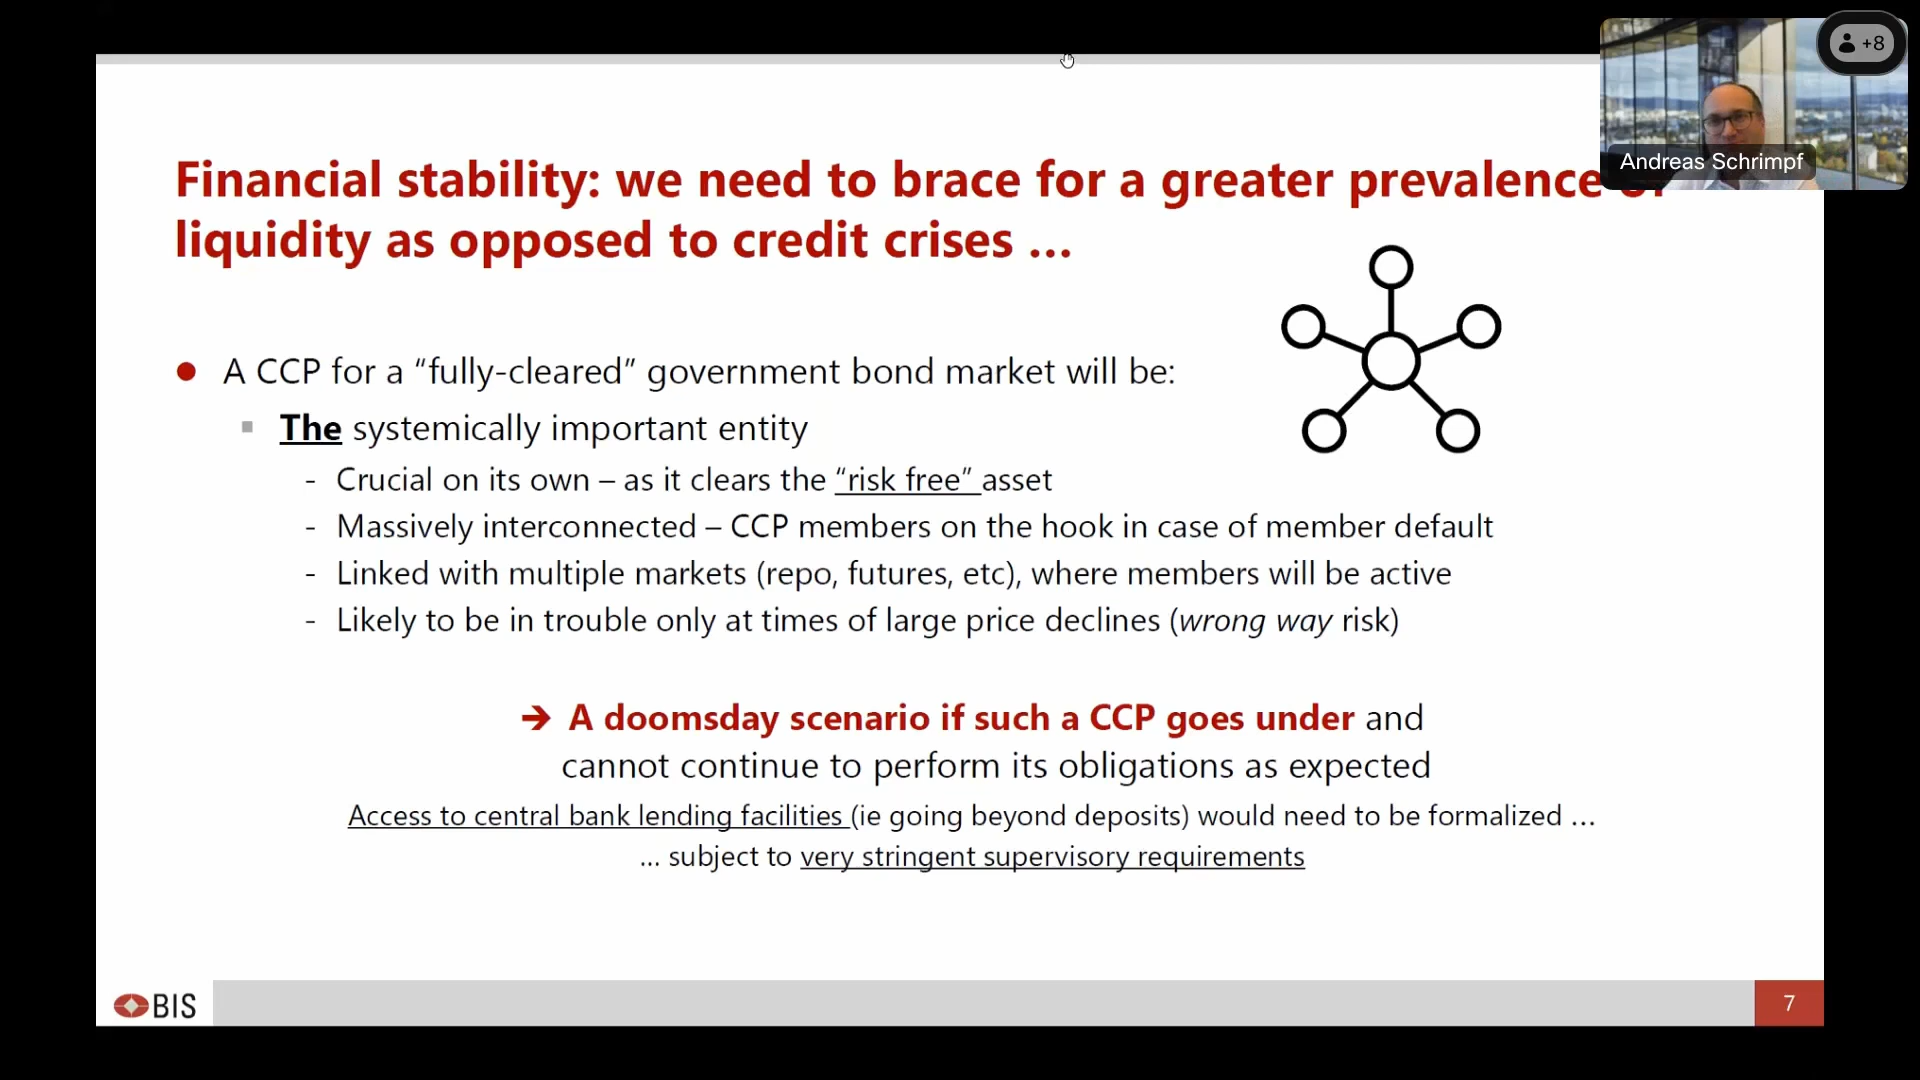 +8
Andreas Schrimpf
Financial stability: we need to brace for a greater prevalence
liquidity as opposed to credit crises ...
● A CCP for a “fully-cleared” government bond market will be:
▪ The systemically important entity
- Crucial on its own – as it clears the “risk free” asset
- Massively interconnected – CCP members on the hook in case of member default
- Linked with multiple markets (repo, futures, etc), where members will be active
- Likely to be in trouble only at times of large price declines (wrong way risk)
➔ A doomsday scenario if such a CCP goes under and
cannot continue to perform its obligations as expected
Access to central bank lending facilities (ie going beyond deposits) would need to be formalized ...
... subject to very stringent supervisory requirements
BIS
7